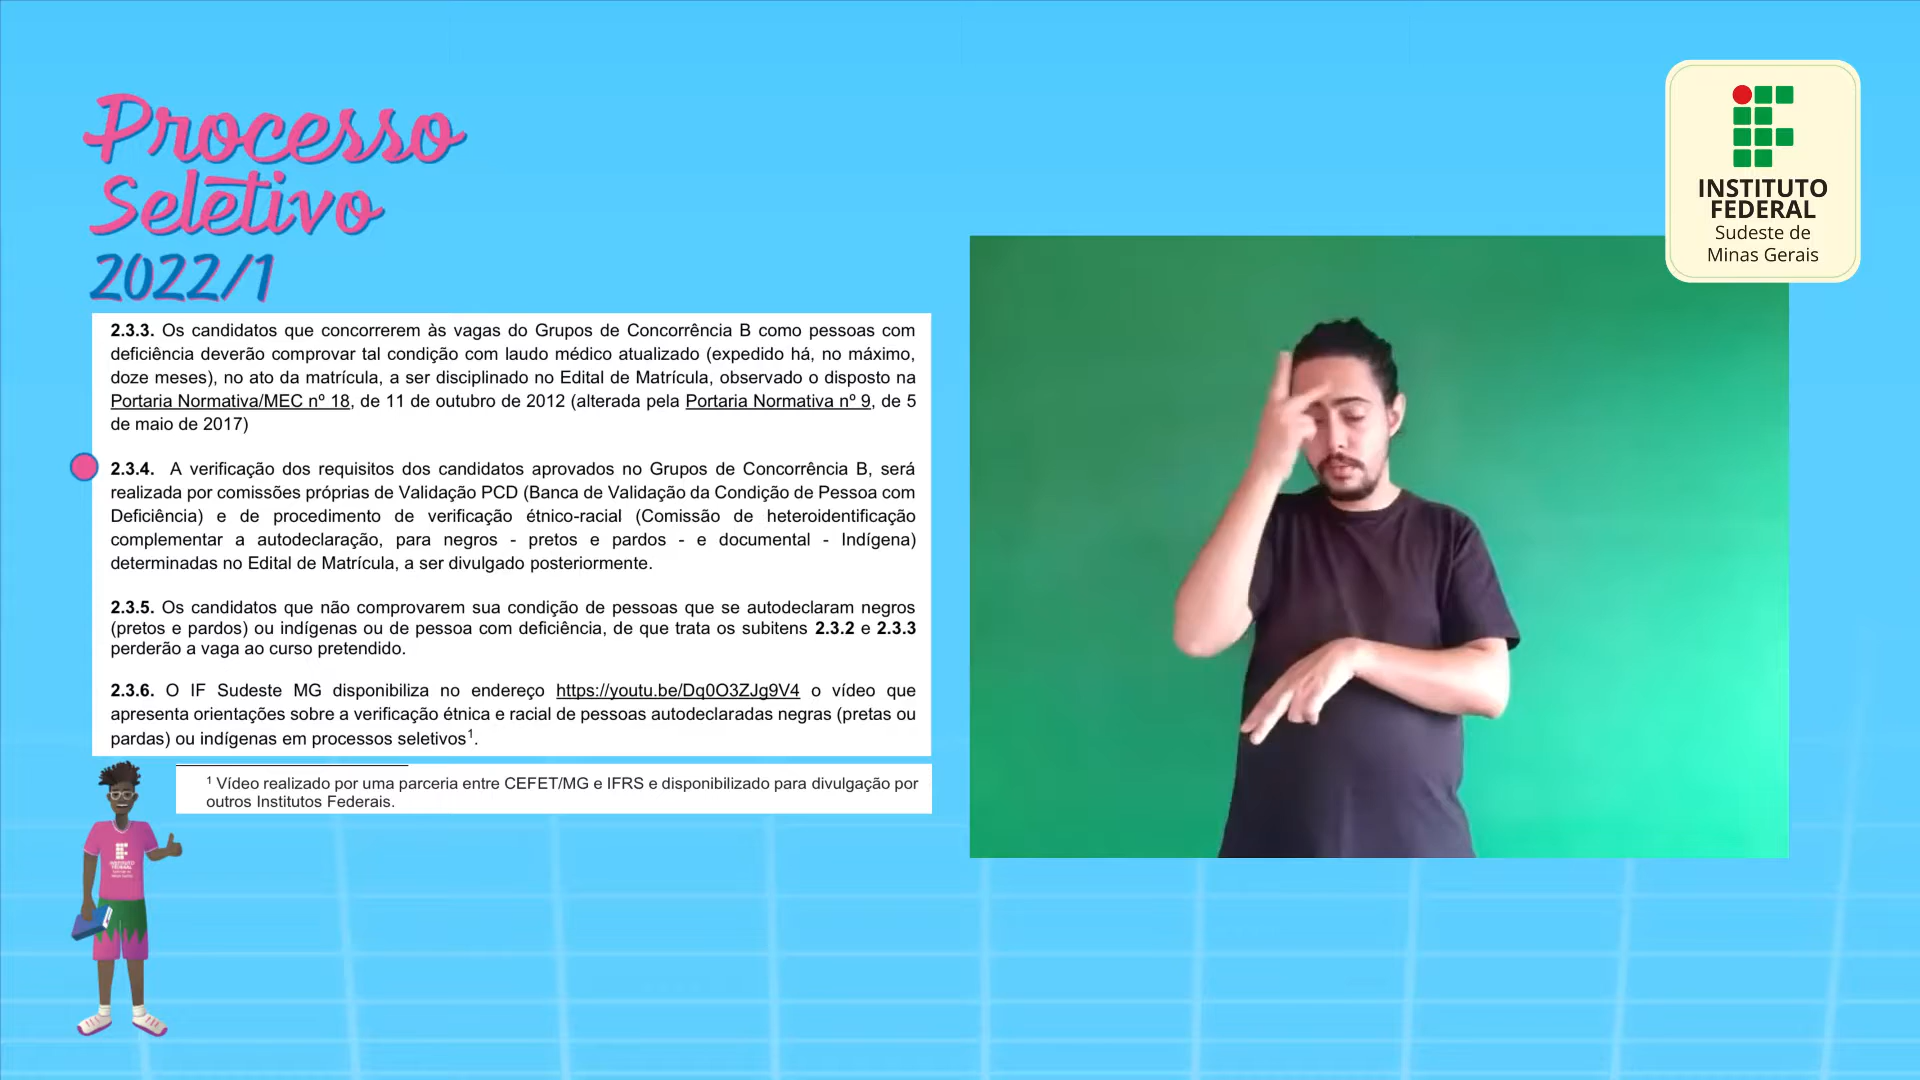 Processo
Seletivo
2022/1
INSTITUTO
FEDERAL
Sudeste de
Minas Gerais
2.3.3. Os candidatos que concorrerem às vagas do Grupos de Concorrência B como pessoas com
deficiência deverão comprovar tal condição com laudo médico atualizado (expedido há, no máximo,
doze meses), no ato da matrícula, a ser disciplinado no Edital de Matrícula, observado o disposto na
Portaria Normativa/MEC nº 18, de 11 de outubro de 2012 (alterada pela Portaria Normativa nº 9, de 5
de maio de 2017)
2.3.4. A verificação dos requisitos dos candidatos aprovados no Grupos de Concorrência B, será
realizada por comissões próprias de Validação PCD (Banca de Validação da Condição de Pessoa com
Deficiência) e de procedimento de verificação étnico-racial (Comissão de heteroidentificação
complementar a autodeclaração, para negros - pretos e pardos - e documental - Indígena)
determinadas no Edital de Matrícula, a ser divulgado posteriormente.
2.3.5. Os candidatos que não comprovarem sua condição de pessoas que se autodeclaram negros
(pretos e pardos) ou indígenas ou de pessoa com deficiência, de que trata os subitens 2.3.2 e 2.3.3
perderão a vaga ao curso pretendido.
2.3.6. O IF Sudeste MG disponibiliza no endereço https://youtu.be/Dq0O3ZJg9V4 o vídeo que
apresenta orientações sobre a verificação étnica e racial de pessoas autodeclaradas negras (pretas ou
pardas) ou indígenas em processos seletivos¹.
¹ Vídeo realizado por uma parceria entre CEFET/MG e IFRS e disponibilizado para divulgação por
outros Institutos Federais.
INSTITUTO
FEDERAL